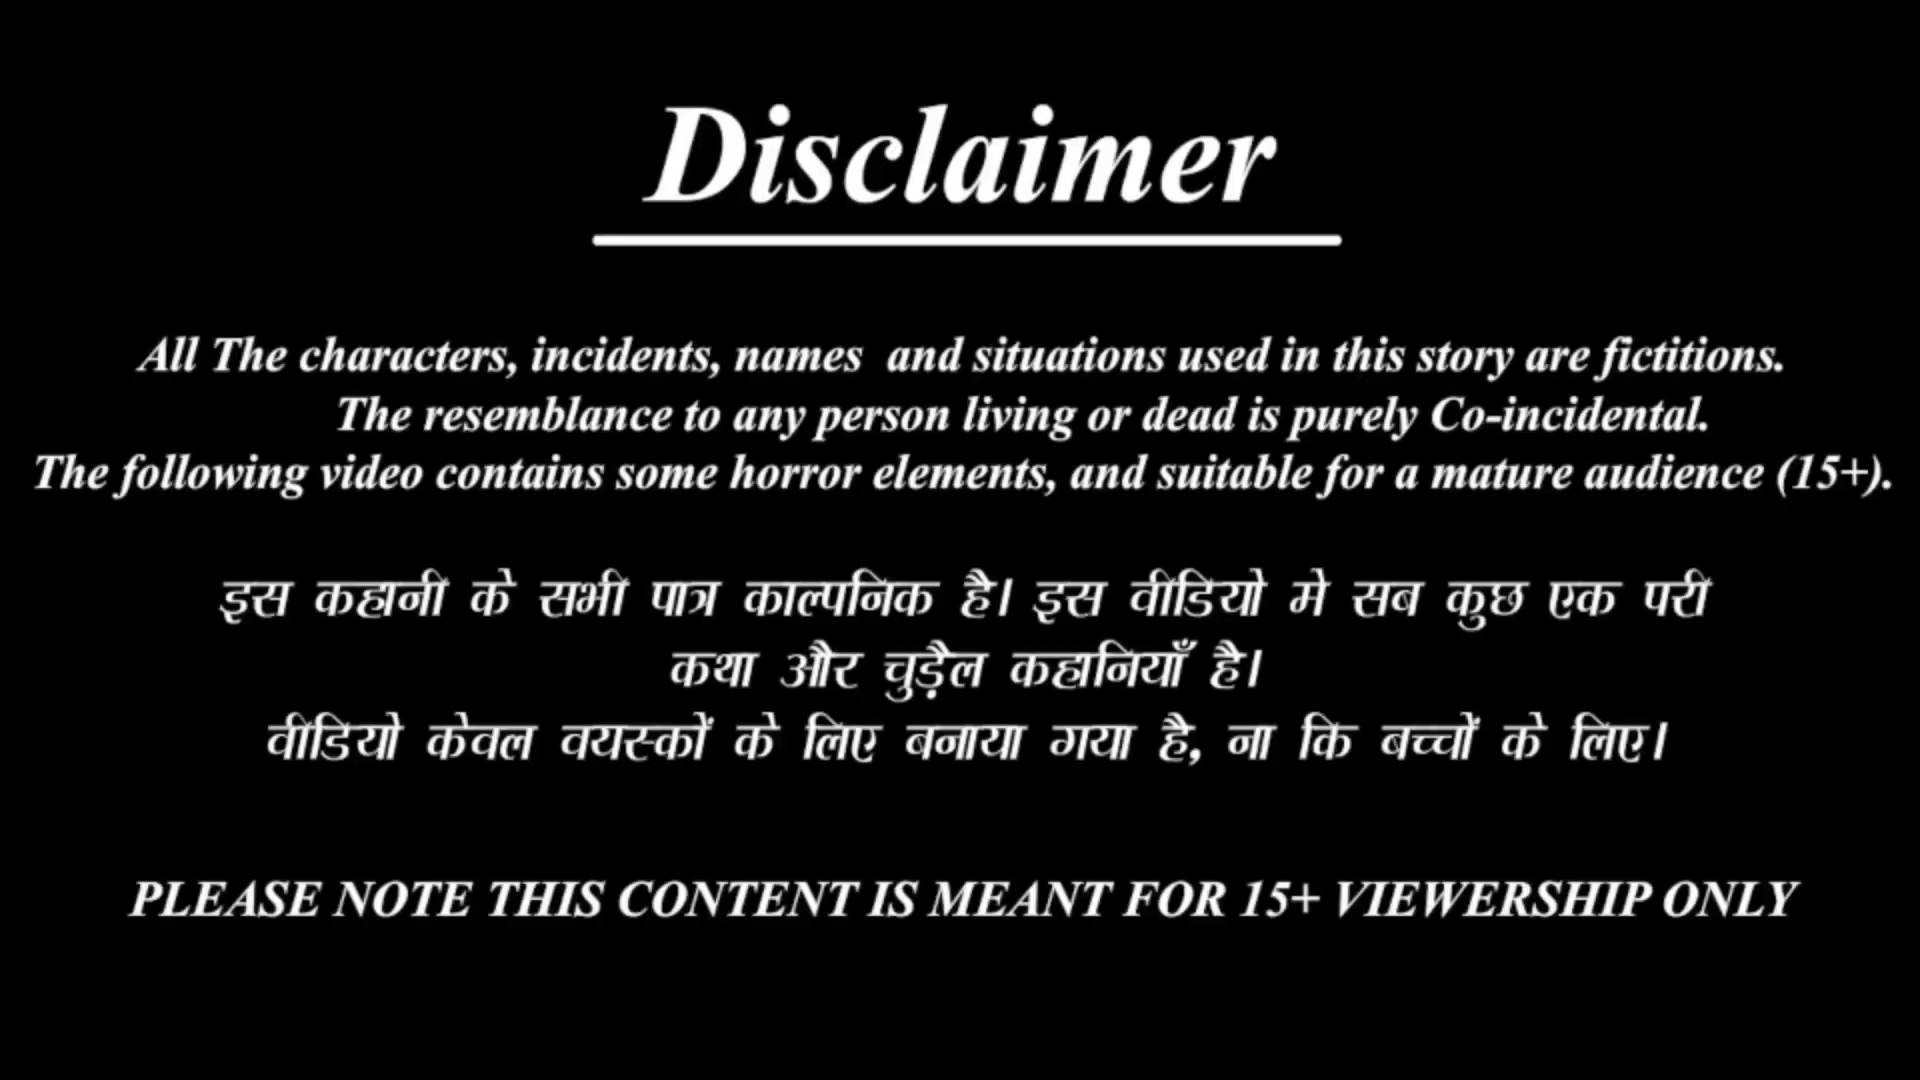 Disclaimer
All The characters, incidents, names and situations used in this story are fictitions.
The resemblance to any person living or dead is purely Co-incidental.
The following video contains some horror elements, and suitable for a mature audience (15+).
इस कहानी के सभी पात्र काल्पनिक है। इस वीडियो मे सब कुछ एक परी
कथा और चुड़ैल कहानियाँ है।
वीडियो केवल वयस्कों के लिए बनाया गया है, ना कि बच्चों के लिए।
PLEASE NOTE THIS CONTENT IS MEANT FOR 15+ VIEWERSHIP ONLY